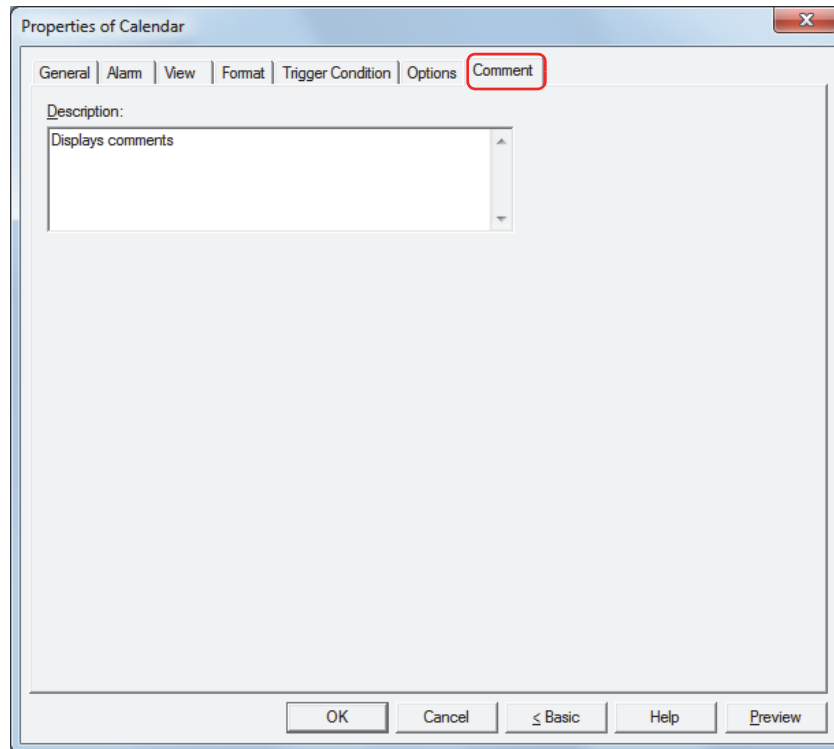 Properties of Calendar
General Alarm View Format Trigger Condition Options Comment
Description:
Displays comments
OK Cancel < Basic Help Preview